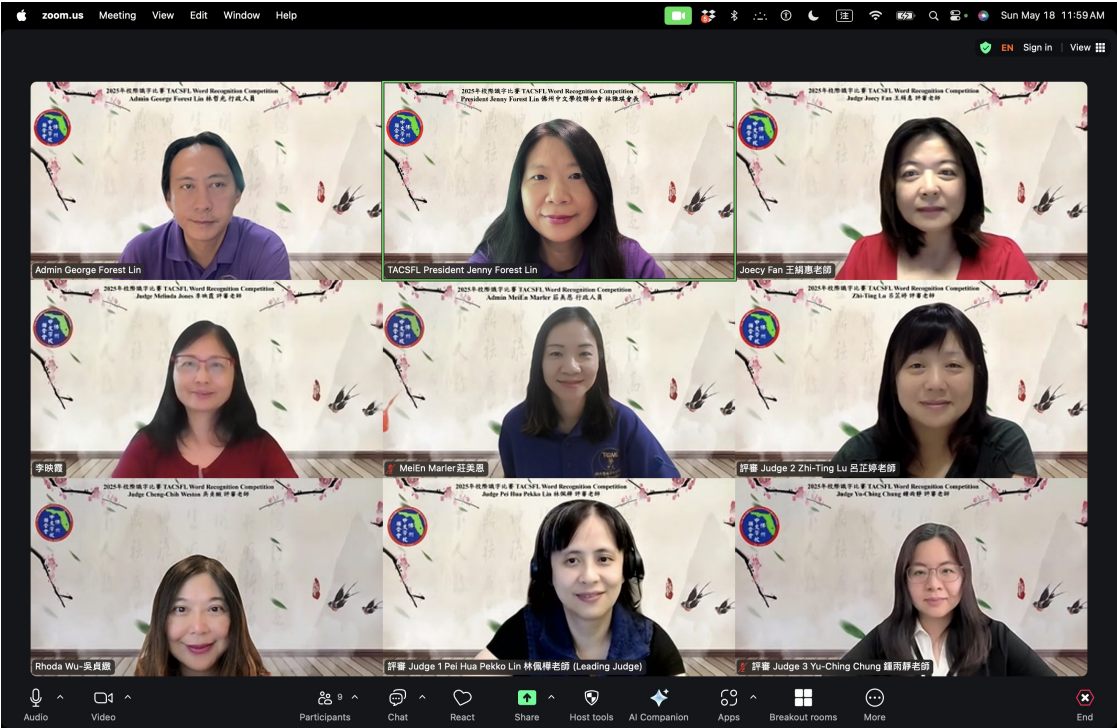 zoom.us Meeting View Edit Window Help
Sun May 18 11:59 AM
EN Sign in View
2025年校際識字比賽 TACSFL Word Recognition Competition
Admin George Forest Lin 林哲光 行政人員
Admin George Forest Lin
2025年校際識字比賽 TACSFL Word Recognition Competition
President Jenny Forest Lin 佛州中文學校聯合會 林雅琪會長
TACSFL President Jenny Forest Lin
2025年校際識字比賽 TACSFL Word Recognition Competition
Judge Joecy Fan 王絹惠 評審老師
Joecy Fan 王絹惠老師
2025年校際識字比賽 TACSFL Word Recognition Competition
Judge Melinda Jones 李映霞 評審老師
李映霞
2025年校際識字比賽 TACSFL Word Recognition Competition
Admin MeiEn Marler 莊美恩 行政人員
MeiEn Marler莊美恩
2025年校際識字比賽 TACSFL Word Recognition Competition
Zhi-Ting Lu 呂芷婷 評審老師
評審 Judge 2 Zhi-Ting Lu 呂芷婷老師
2025年校際識字比賽 TACSFL Word Recognition Competition
Judge Cheng-Chih Weston 吳貞緻 評審老師
Rhoda Wu-吳貞緻
2025年校際識字比賽 TACSFL Word Recognition Competition
Judge Pei Hua Pekko Lin 林佩樺 評審老師
評審 Judge 1 Pei Hua Pekko Lin 林佩樺老師 (Leading Judge)
2025年校際識字比賽 TACSFL Word Recognition Competition
Judge Yu-Ching Chung 鍾雨靜 評審老師
評審 Judge 3 Yu-Ching Chung 鍾雨靜老師
9
Audio Video Participants Chat React Share Host tools AI Companion Apps Breakout rooms More End